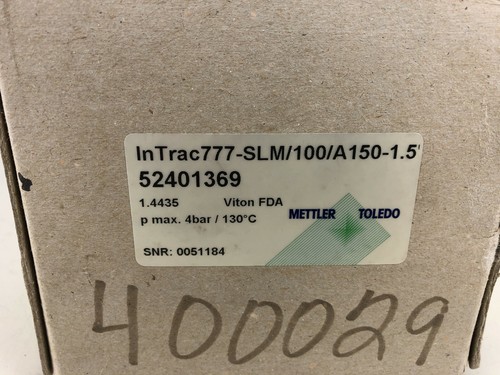 InTrac777-SLM/100/A150-1.5'
52401369
1.4435 Viton FDA
p max. 4bar / 130°C
METTLER TOLEDO
SNR: 0051184
400029